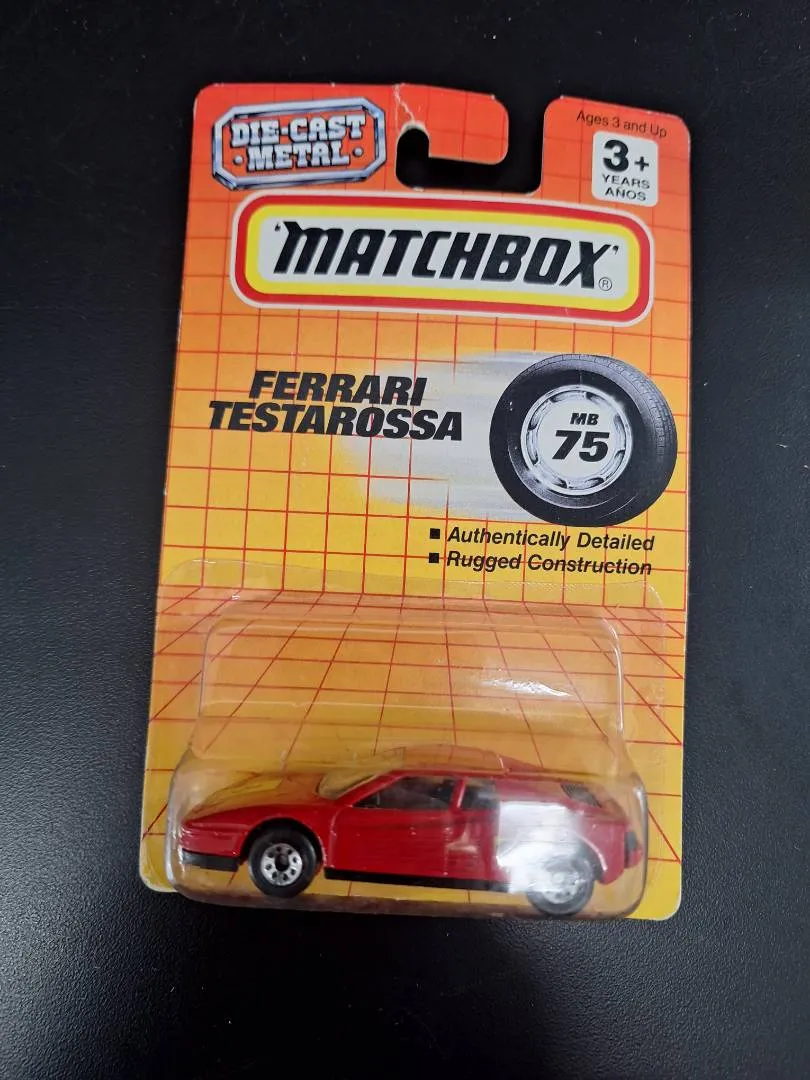 DIE-CAST
• METAL •
Ages 3 and Up
3+
YEARS
AÑOS
'MATCHBOX'®
FERRARI
TESTAROSSA
MB
75
▪ Authentically Detailed
▪ Rugged Construction